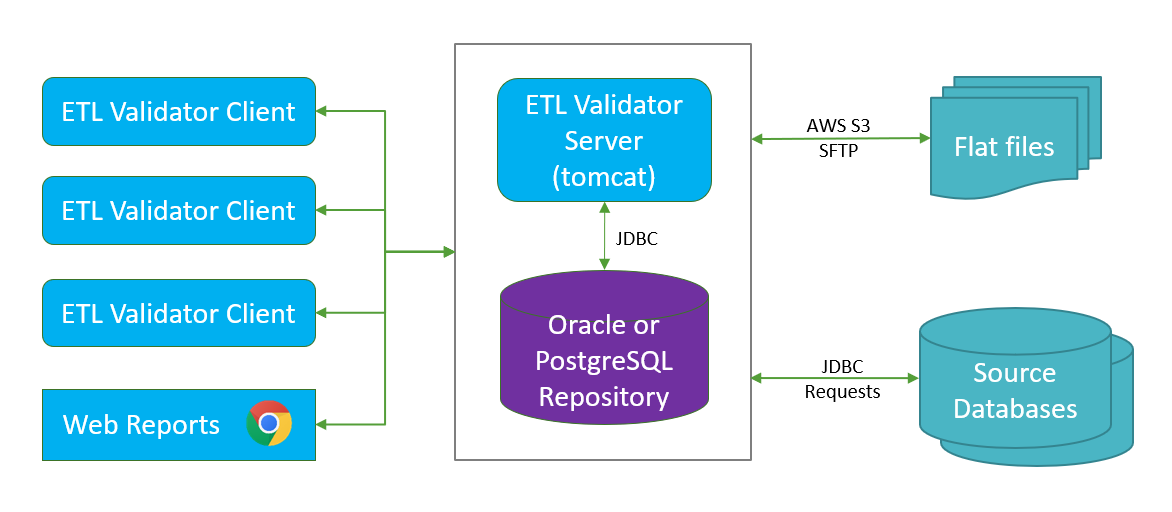 ETL Validator Client
ETL Validator Client
ETL Validator Client
Web Reports
ETL Validator
Server
(tomcat)
JDBC
Oracle or
PostgreSQL
Repository
AWS S3
SFTP
Flat files
JDBC
Requests
Source
Databases